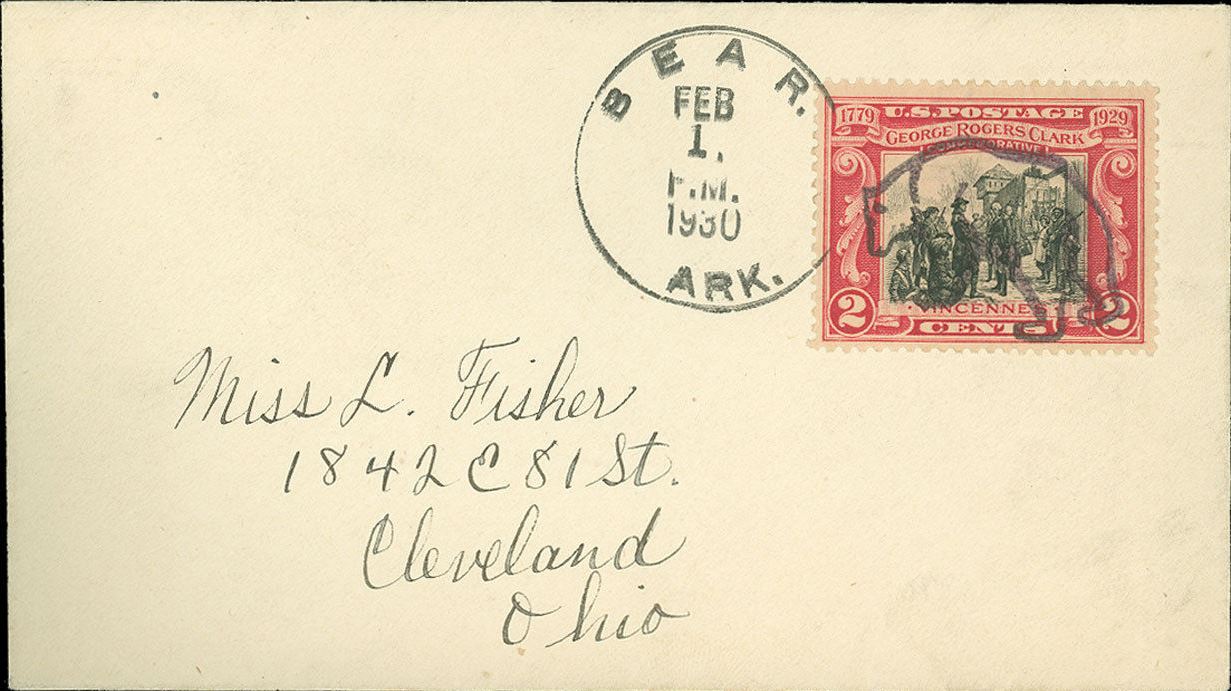 BEAR.
FEB
1.
P.M.
1930
ARK.
1779 U.S. POSTAGE 1929
GEORGE ROGERS CLARK
COMMEMORATIVE
VINCENNES
2 CENTS 2
Miss L. Fisher
1842 E 81 St.
Cleveland
Ohio